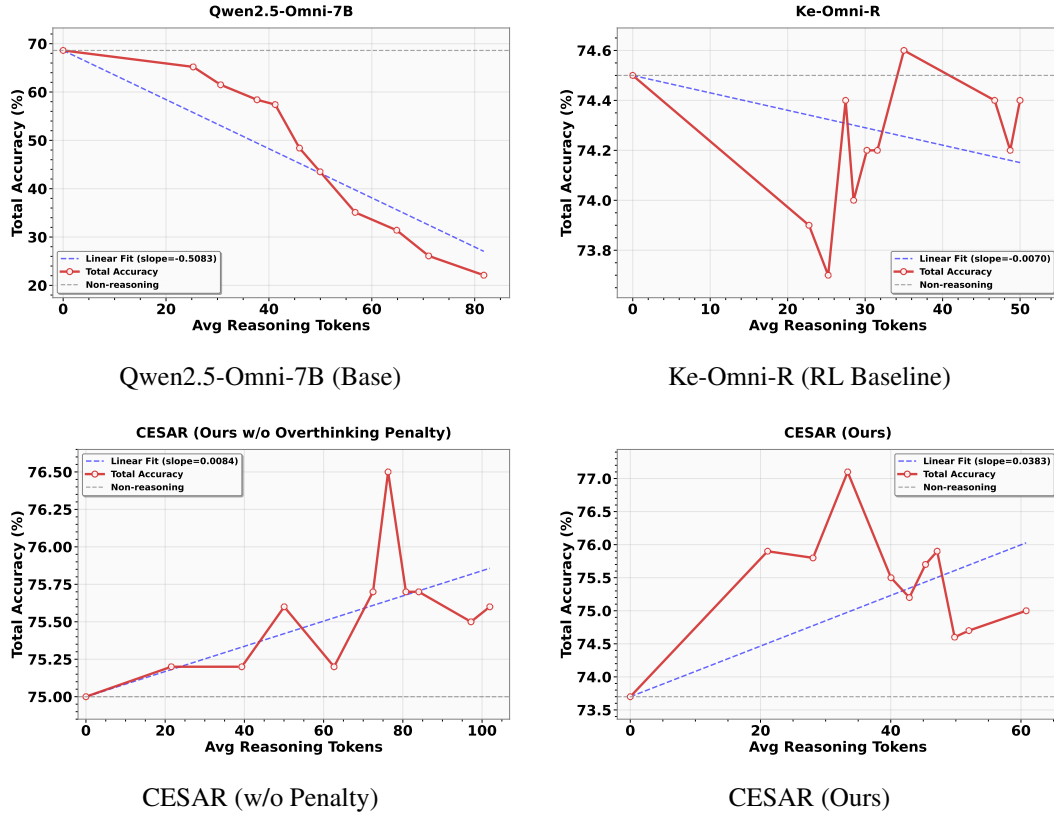 Qwen2.5-Omni-7B
Total Accuracy (%)
70
60
50
40
30
20
Linear Fit (slope=-0.5083)
Total Accuracy
Non-reasoning
0 20 40 60 80
Avg Reasoning Tokens
Qwen2.5-Omni-7B (Base)
Ke-Omni-R
Total Accuracy (%)
74.6
74.4
74.2
74.0
73.8
Linear Fit (slope=-0.0070)
Total Accuracy
Non-reasoning
0 10 20 30 40 50
Avg Reasoning Tokens
Ke-Omni-R (RL Baseline)
CESAR (Ours w/o Overthinking Penalty)
Total Accuracy (%)
76.50
76.25
76.00
75.75
75.50
75.25
75.00
Linear Fit (slope=0.0084)
Total Accuracy
Non-reasoning
0 20 40 60 80 100
Avg Reasoning Tokens
CESAR (w/o Penalty)
CESAR (Ours)
Total Accuracy (%)
77.0
76.5
76.0
75.5
75.0
74.5
74.0
73.5
Linear Fit (slope=0.0383)
Total Accuracy
Non-reasoning
0 20 40 60
Avg Reasoning Tokens
CESAR (Ours)